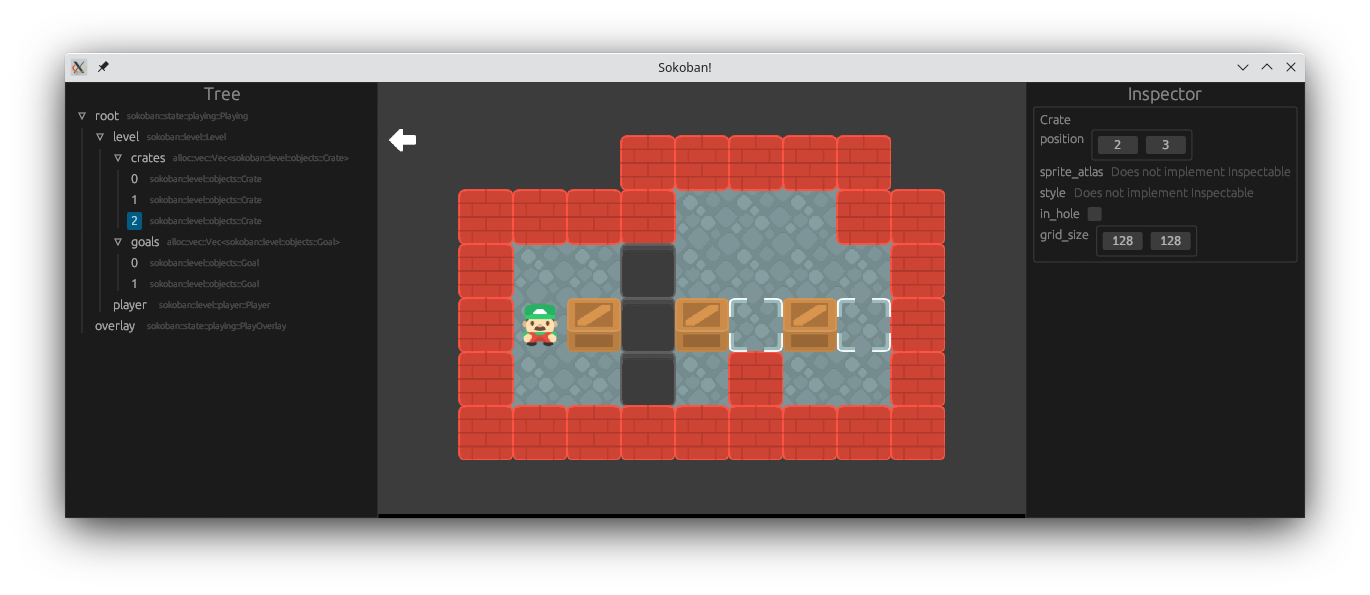 Sokoban!
Tree
root sokoban::state::playing::Playing
level sokoban::level::Level
crates alloc::vec::Vec<sokoban::level::objects::Crate>
0 sokoban::level::objects::Crate
1 sokoban::level::objects::Crate
2 sokoban::level::objects::Crate
goals alloc::vec::Vec<sokoban::level::objects::Goal>
0 sokoban::level::objects::Goal
1 sokoban::level::objects::Goal
player sokoban::level::player::Player
overlay sokoban::state::playing::PlayOverlay
Inspector
Crate
position 2 3
sprite_atlas Does not implement Inspectable
style Does not implement Inspectable
in_hole
grid_size 128 128